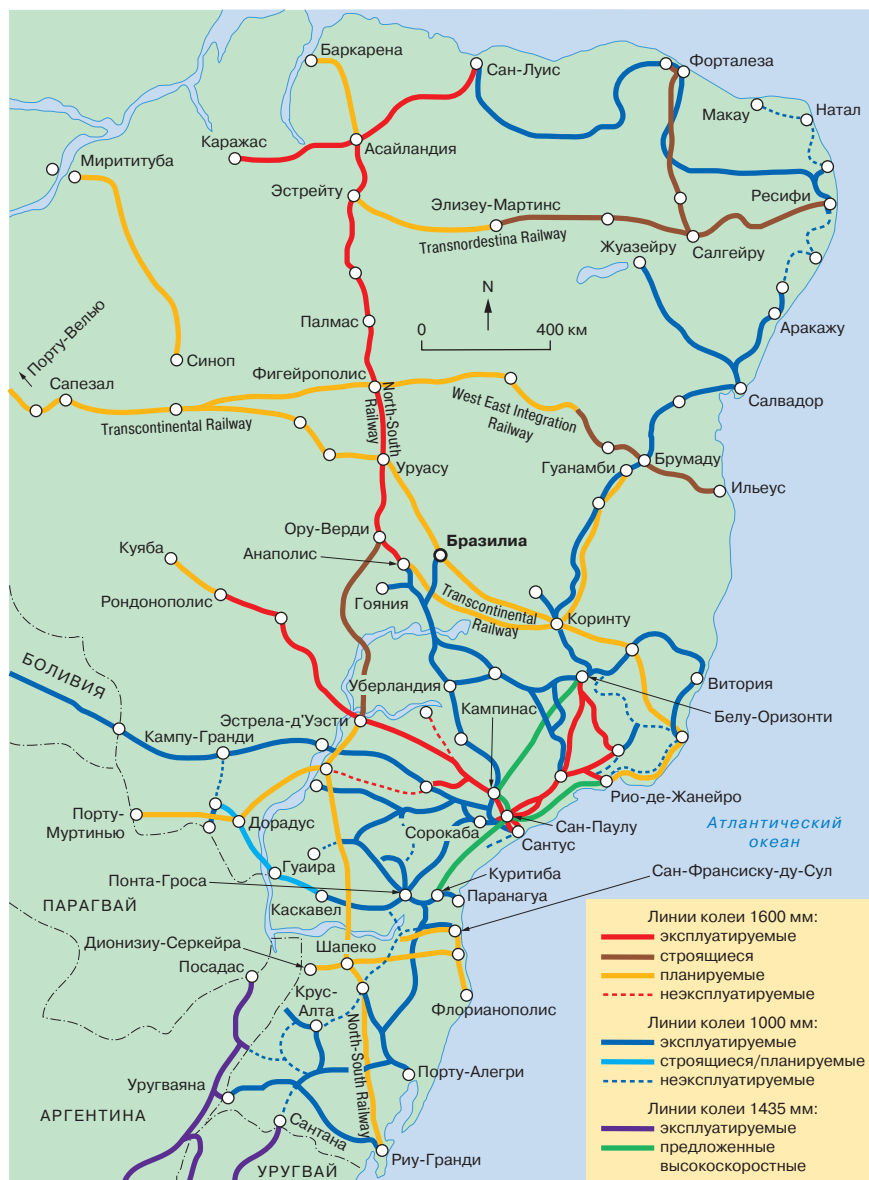 Баркарена
Сан-Луис
Форталеза
Макау
Натал
Каражас
Асайландия
Мирититуба
Эстрейту
Элизеу-Мартинс
Ресифи
Transnordestina Railway
Салгейру
Жуазейру
N
0 400 км
Порту-Велью
Палмас
Аракажу
Синоп
Сапезал
Фигейрополис
Салвадор
North-South
Railway
West East Integration
Railway
Transcontinental Railway
Уруасу
Гуанамби
Брумаду
Ильеус
Ору-Верди
Бразилиа
Куяба
Анаполис
Рондонополис
Гояния
Transcontinental
Railway
Коринту
БОЛИВИЯ
Уберландия
Витория
Белу-Оризонти
Кампинас
Эстрела-д'Уэсти
Кампу-Гранди
Рио-де-Жанейро
Порту-
Муртинью
Дорадус
Сорокаба
Сан-Паулу
Сантус
Атлантический
океан
Гуаира
Понта-Гроса
Куритиба
Сан-Франсиску-ду-Сул
Каскавел
Паранагуа
ПАРАГВАЙ
Дионизиу-Серкейра
Шапеко
Посадас
Крус-
Алта
Флорианополис
North-South Railway
Порту-Алегри
Уругваяна
АРГЕНТИНА
Сантана
УРУГВАЙ
Риу-Гранди
Линии колеи 1600 мм:
эксплуатируемые
строящиеся
планируемые
неэксплуатируемые
Линии колеи 1000 мм:
эксплуатируемые
строящиеся/планируемые
неэксплуатируемые
Линии колеи 1435 мм:
эксплуатируемые
предложенные
высокоскоростные